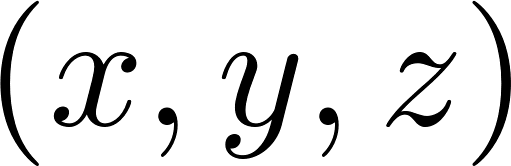 (x, y, z)